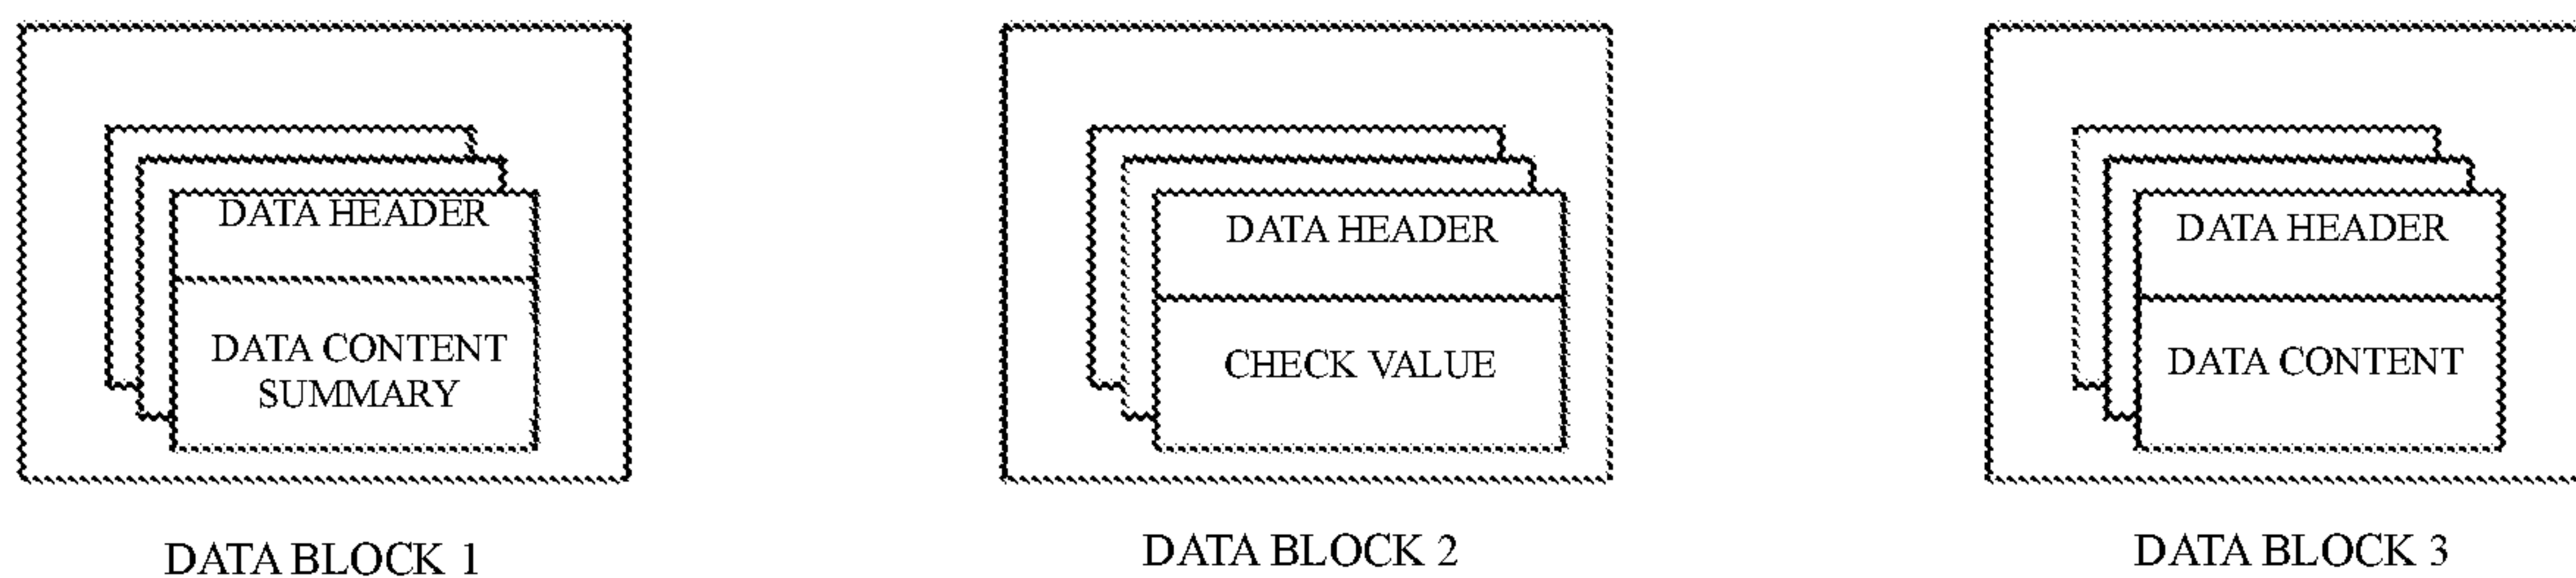 DATA HEADER
DATA CONTENT
SUMMARY
DATA BLOCK 1
DATA HEADER
CHECK VALUE
DATA BLOCK 2
DATA HEADER
DATA CONTENT
DATA BLOCK 3